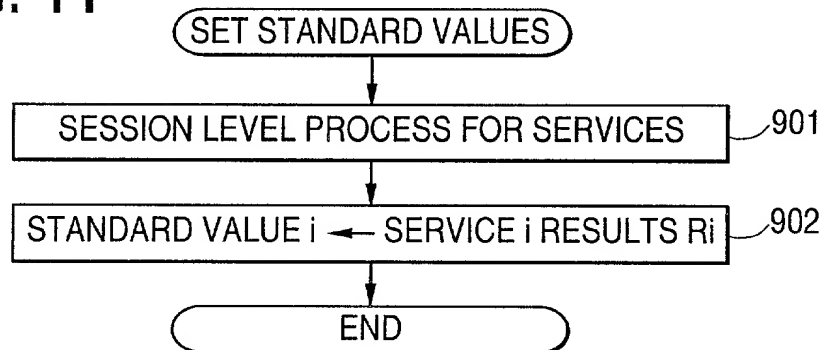 SET STANDARD VALUES
SESSION LEVEL PROCESS FOR SERVICES 901
STANDARD VALUE i ← SERVICE i RESULTS Ri 902
END